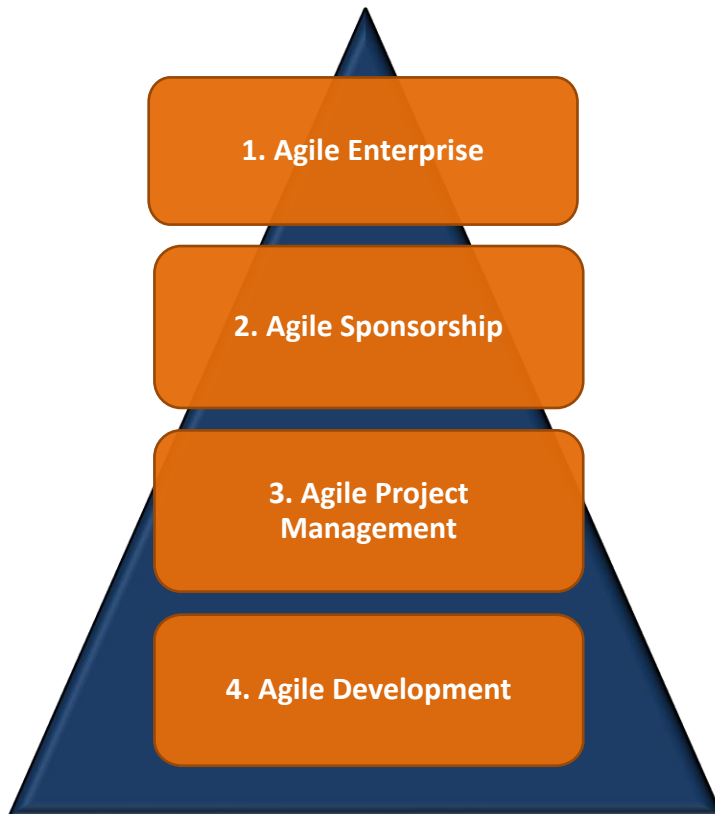 1. Agile Enterprise
2. Agile Sponsorship
3. Agile Project
Management
4. Agile Development